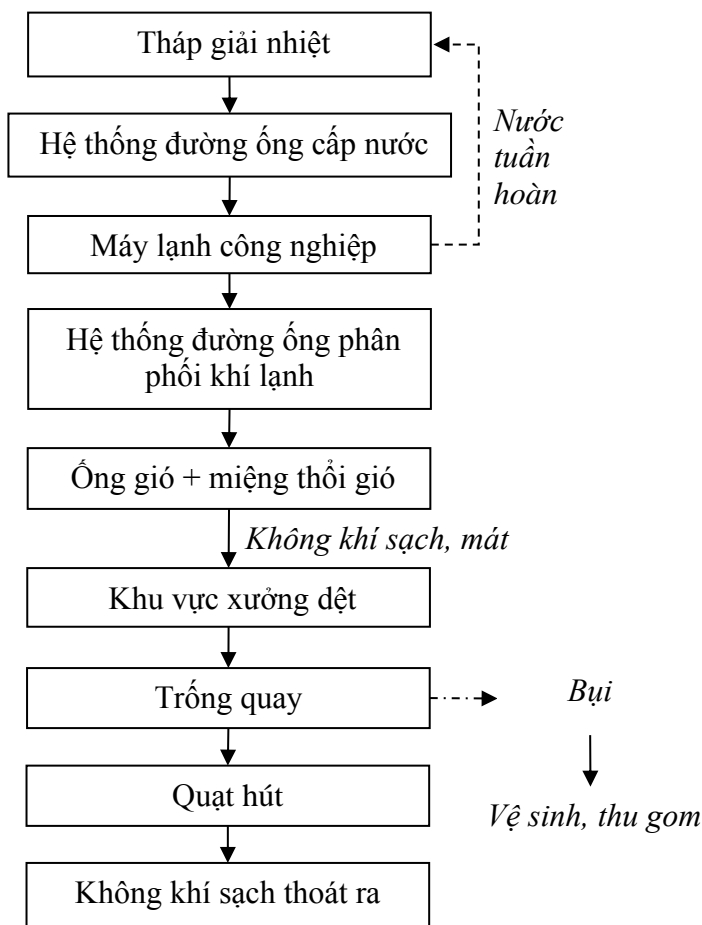 Tháp giải nhiệt
Hệ thống đường ống cấp nước
Nước
tuần
hoàn
Máy lạnh công nghiệp
Hệ thống đường ống phân
phối khí lạnh
Ống gió + miệng thổi gió
Không khí sạch, mát
Khu vực xưởng dệt
Trống quay
Bụi
Quạt hút
Vệ sinh, thu gom
Không khí sạch thoát ra